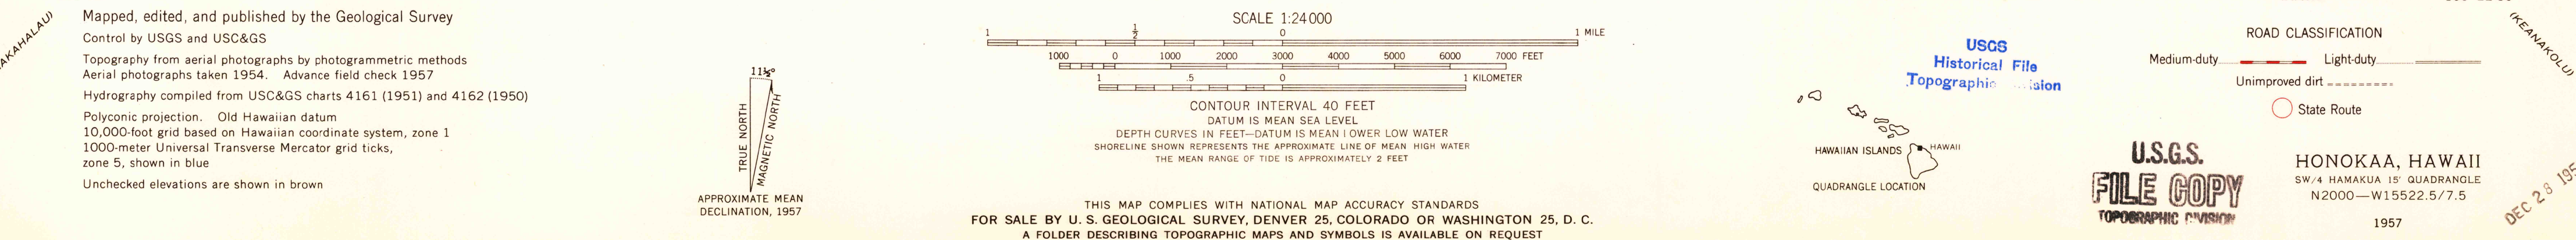 Mapped, edited, and published by the Geological Survey
Control by USGS and USC&GS
Topography from aerial photographs by photogrammetric methods
Aerial photographs taken 1954. Advance field check 1957
Hydrography compiled from USC&GS charts 4161 (1951) and 4162 (1950)
Polyconic projection. Old Hawaiian datum
10,000-foot grid based on Hawaiian coordinate system, zone 1
1000-meter Universal Transverse Mercator grid ticks,
zone 5, shown in blue
Unchecked elevations are shown in brown
11½°
TRUE NORTH
MAGNETIC NORTH
APPROXIMATE MEAN
DECLINATION, 1957
SCALE 1:24 000
1 ½ 0 1 MILE
1000 0 1000 2000 3000 4000 5000 6000 7000 FEET
1 .5 0 1 KILOMETER
CONTOUR INTERVAL 40 FEET
DATUM IS MEAN SEA LEVEL
DEPTH CURVES IN FEET—DATUM IS MEAN LOWER LOW WATER
SHORELINE SHOWN REPRESENTS THE APPROXIMATE LINE OF MEAN HIGH WATER
THE MEAN RANGE OF TIDE IS APPROXIMATELY 2 FEET
THIS MAP COMPLIES WITH NATIONAL MAP ACCURACY STANDARDS
FOR SALE BY U. S. GEOLOGICAL SURVEY, DENVER 25, COLORADO OR WASHINGTON 25, D. C.
A FOLDER DESCRIBING TOPOGRAPHIC MAPS AND SYMBOLS IS AVAILABLE ON REQUEST
USGS
Historical File
Topographic
HAWAIIAN ISLANDS
HAWAII
QUADRANGLE LOCATION
ROAD CLASSIFICATION
Medium-duty Light-duty
Unimproved dirt
State Route
U.S.G.S.
FILE COPY
TOPOGRAPHIC DIVISION
HONOKAA, HAWAII
SW/4 HAMAKUA 15' QUADRANGLE
N2000—W15522.5/7.5
1957
DEC 28
(KEANAKOLU)